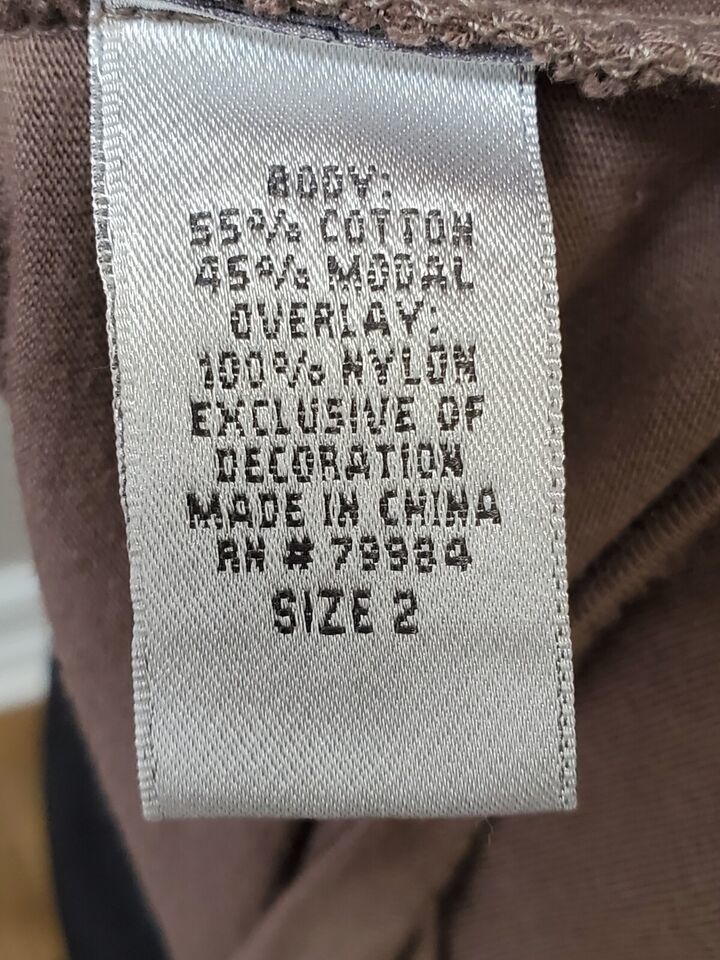 BODY:
55% COTTON
45% MODAL
OVERLAY:
100% NYLON
EXCLUSIVE OF
DECORATION
MADE IN CHINA
RN # 79984
SIZE 2